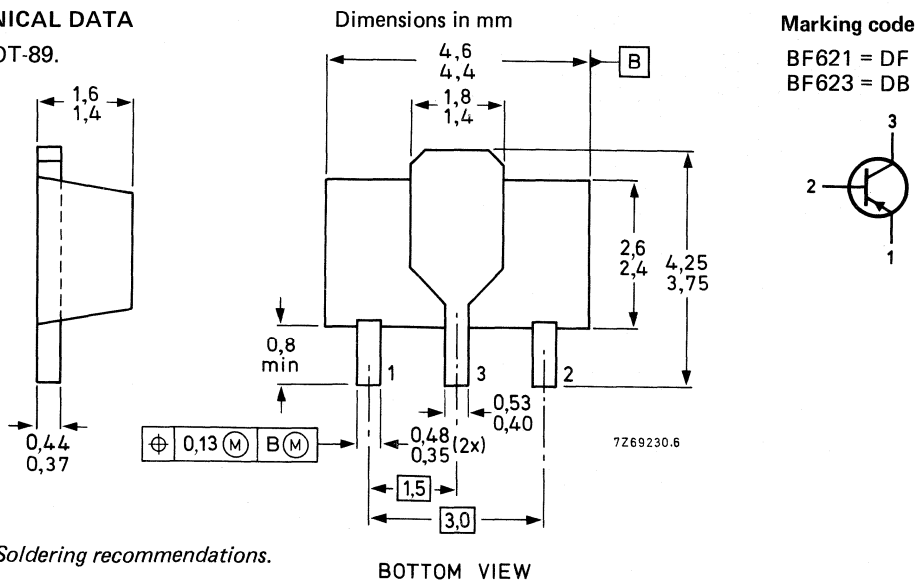 NICAL DATA
OT-89.
Dimensions in mm
Marking code
BF621 = DF
BF623 = DB
4,6
4,4
B
1,6
1,4
1,8
1,4
3
2
1
2,6
2,4
4,25
3,75
0,8
min
1
3
2
0,53
0,40
0,44
0,37
0,13 M B M
0,48
0,35 (2x)
7Z69230.6
1,5
3,0
Soldering recommendations.
BOTTOM VIEW